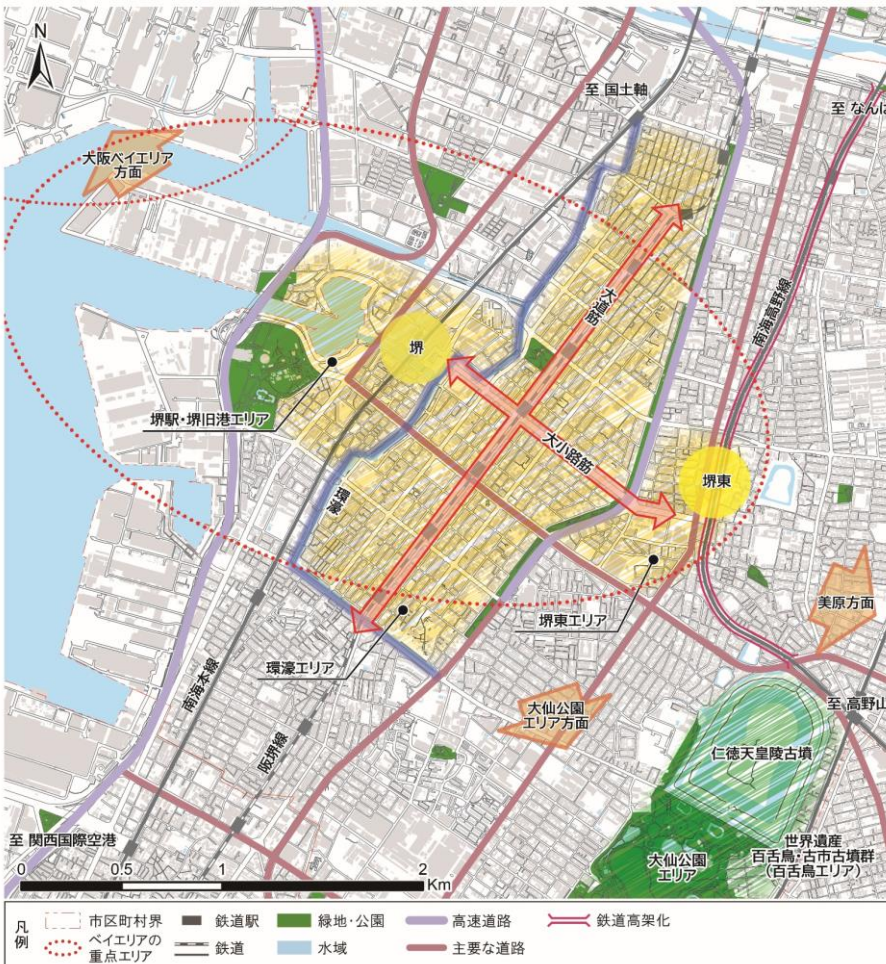 N
至 国土軸
至 なんば
大阪ベイエリア
方面
大道筋
南海高野線
堺
堺駅・堺旧港エリア
大小路筋
堺東
環濠
美原方面
堺東エリア
環濠エリア
大仙公園
エリア方面
南海本線
至 高野山
阪堺線
仁徳天皇陵古墳
至 関西国際空港
大仙公園
エリア
世界遺産
百舌鳥・古市古墳群
（百舌鳥エリア）
0 0.5 1 2
Km
凡例
市区町村界 鉄道駅 緑地・公園 高速道路 鉄道高架化
ベイエリアの
重点エリア 鉄道 水域 主要な道路